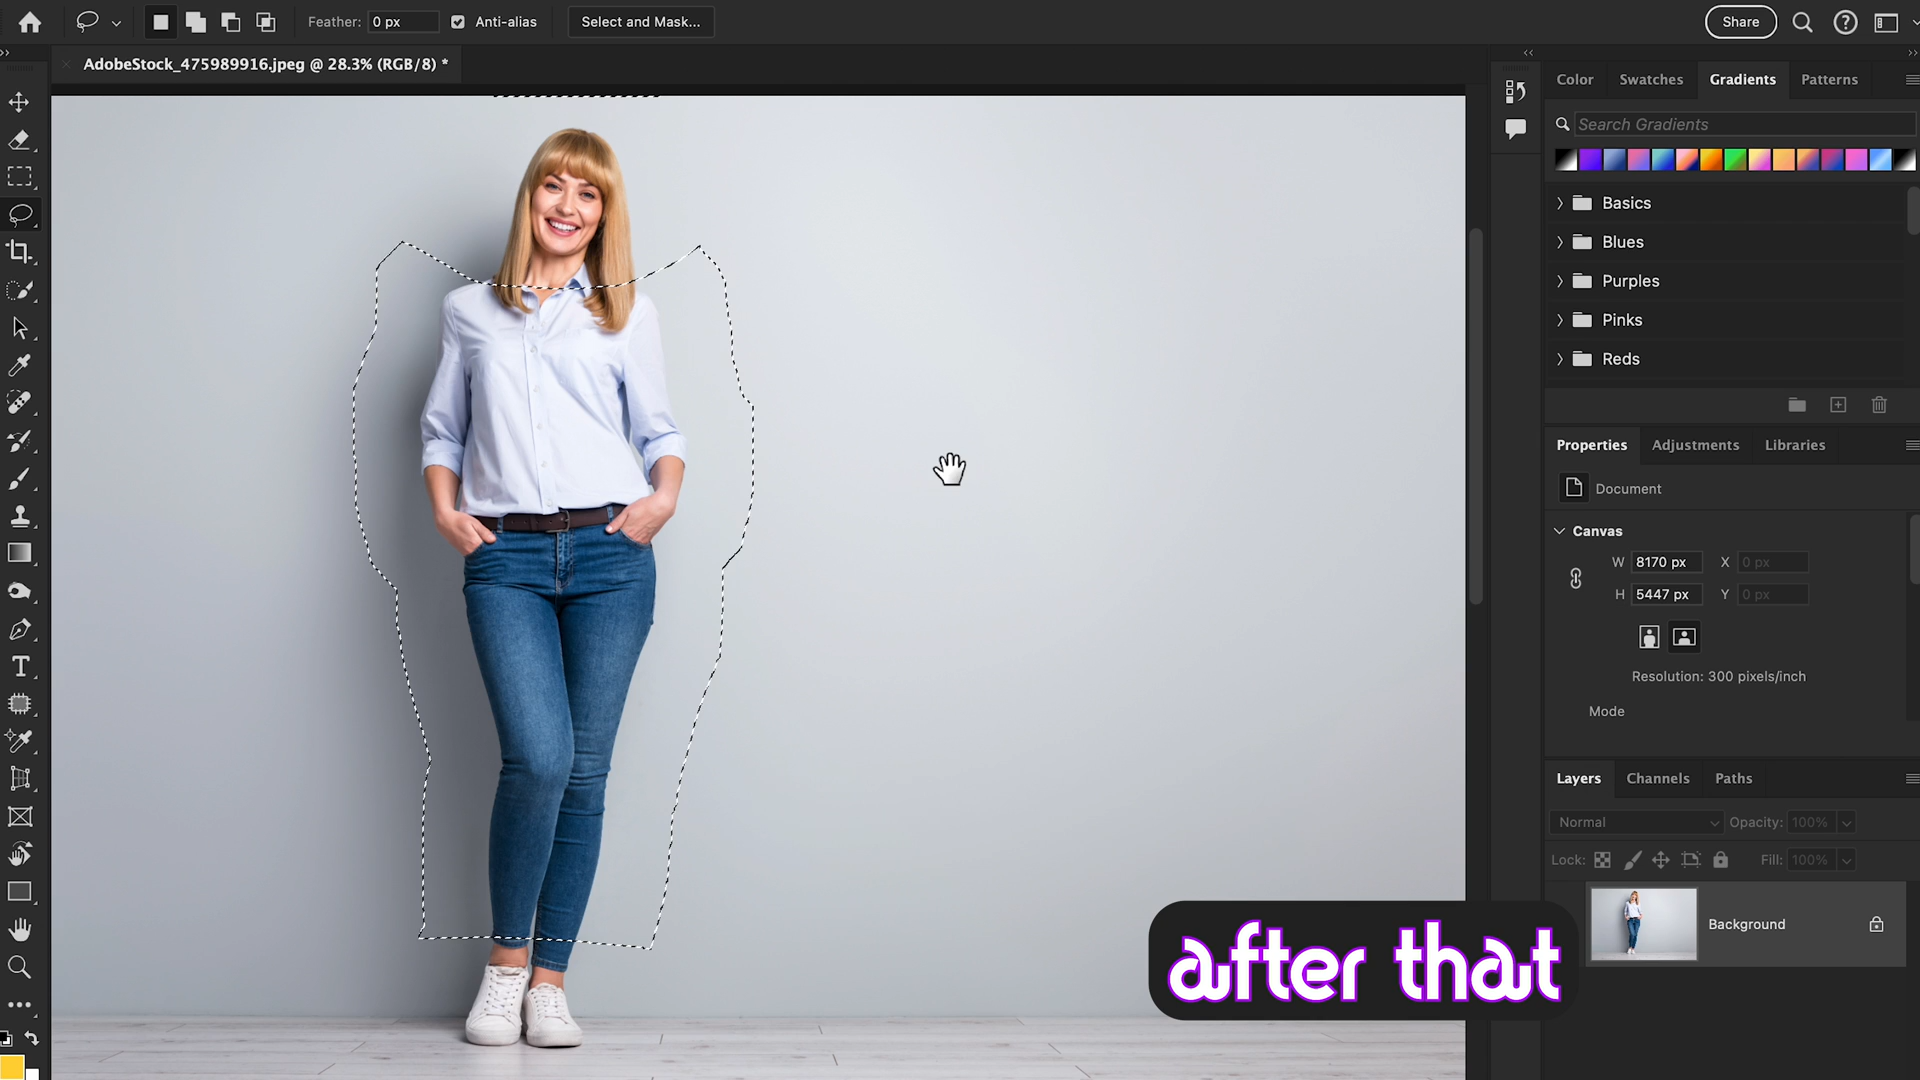 Feather: 0 px Anti-alias Select and Mask... Share
AdobeStock_475989916.jpeg @ 28.3% (RGB/8) *
Color Swatches Gradients Patterns
Search Gradients
Basics
Blues
Purples
Pinks
Reds
Properties Adjustments Libraries
Document
Canvas
W 8170 px X 0 px
H 5447 px Y 0 px
Resolution: 300 pixels/inch
Mode
Layers Channels Paths
Normal Opacity: 100%
Lock: Fill: 100%
Background
after that